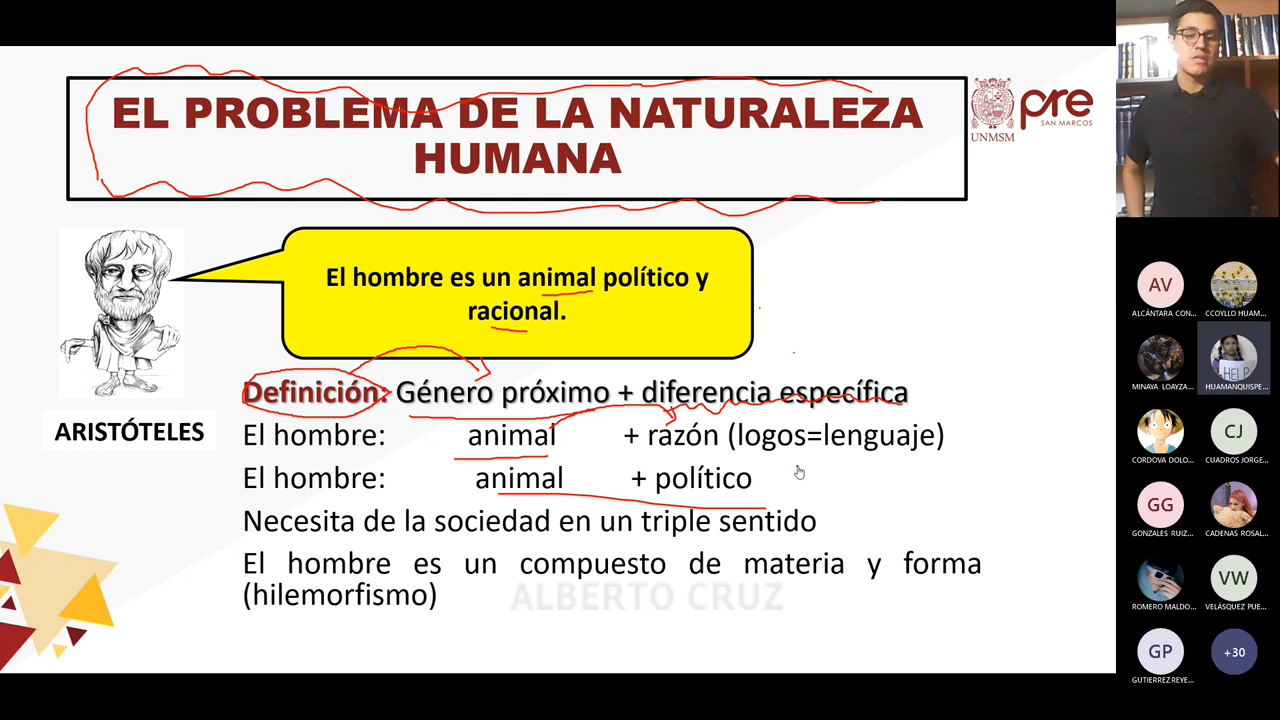 EL PROBLEMA DE LA NATURALEZA
HUMANA
UNMSM
pre
SAN MARCOS
El hombre es un animal político y
racional.
ARISTÓTELES
Definición: Género próximo + diferencia específica
El hombre: animal + razón (logos=lenguaje)
El hombre: animal + político
Necesita de la sociedad en un triple sentido
El hombre es un compuesto de materia y forma
(hilemorfismo)
ALBERTO CRUZ
AV
ALCÁNTARA CON...
CCOYLLO HUAM...
MINAYA LOAYZA...
HELP
HUAMANQUISPE...
CORDOVA DOLO...
CJ
CUADROS JORGE...
GG
GONZALES RUIZ...
CADENAS ROSAL...
ROMERO MALDO...
VW
VELÁSQUEZ PUE...
GP
GUTIERREZ REYE...
+30